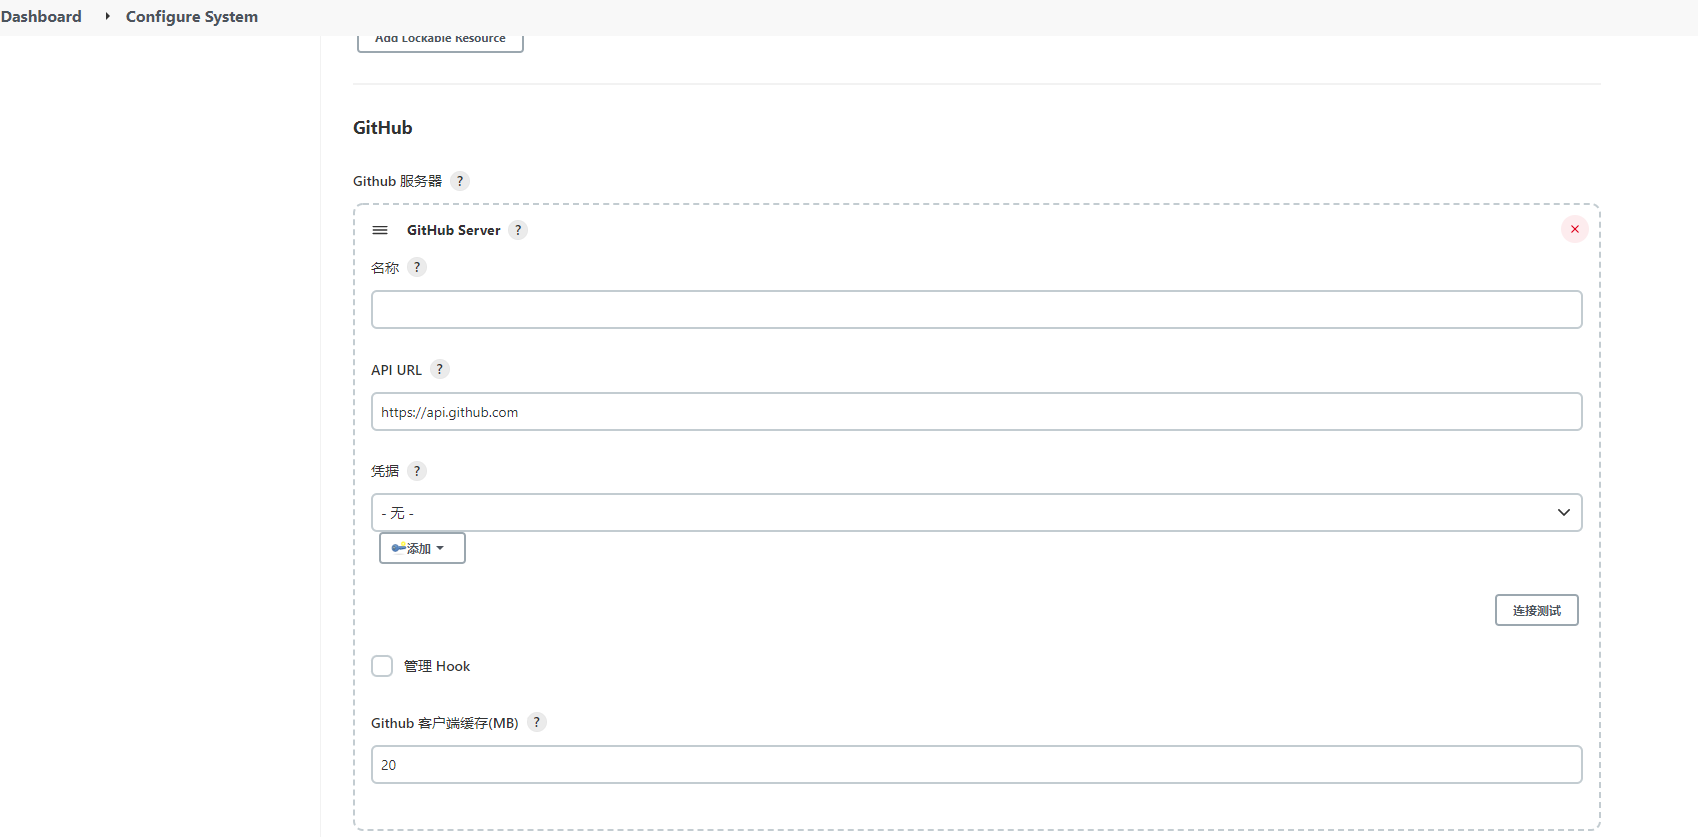 Dashboard
Configure System
Add Lockable Resource
GitHub
Github 服务器 ?
GitHub Server ?
名称 ?
API URL ?
https://api.github.com
凭据 ?
- 无 -
添加
连接测试
管理 Hook
Github 客户端缓存(MB) ?
20